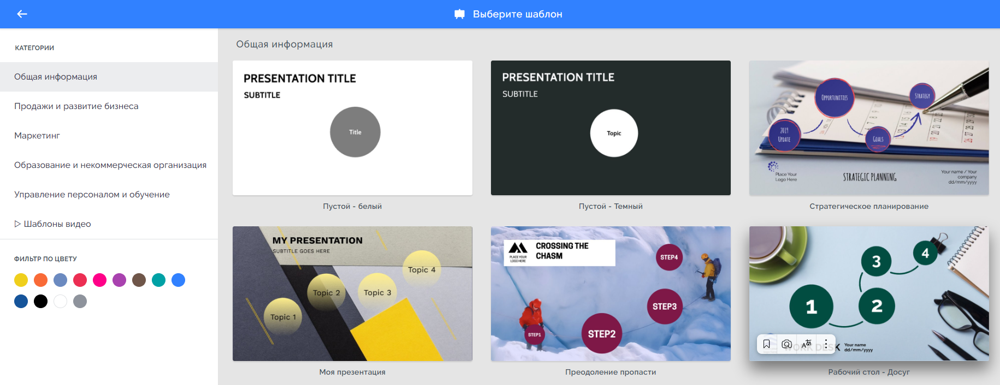 Выберите шаблон
КАТЕГОРИИ
Общая информация
Продажи и развитие бизнеса
Маркетинг
Образование и некоммерческая организация
Управление персоналом и обучение
Шаблоны видео
ФИЛЬТР ПО ЦВЕТУ
Общая информация
PRESENTATION TITLE
SUBTITLE
Title
Пустой - белый
PRESENTATION TITLE
SUBTITLE
Topic
Пустой - Темный
OPPORTUNITIES
STRATEGY
2019
UPDATE
GOALS
Place Your
Logo Here
STRATEGIC PLANNING
Your name / Your
company
dd/mm/yyyy
Стратегическое планирование
MY PRESENTATION
SUBTITLE GOES HERE
Topic 1
Topic 2
Topic 3
Topic 4
Моя презентация
PLACE YOUR
LOGO HERE
CROSSING THE
CHASM
STEP1
STEP2
STEP3
STEP4
Преодоление пропасти
1
2
3
4
WORK DESK
Your name
dd/mm/yyyy
Рабочий стол - Досуг